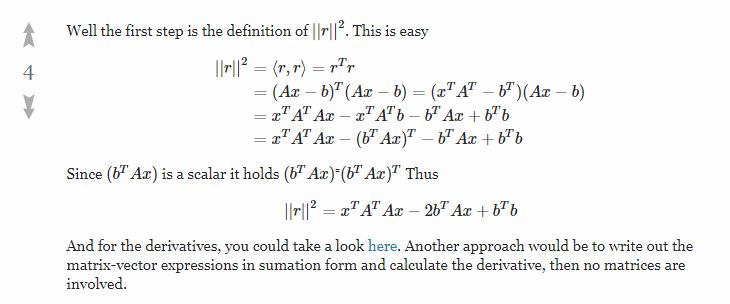 Well the first step is the definition of ||r||². This is easy
||r||² = ⟨r, r⟩ = rᵀr
= (Ax − b)ᵀ(Ax − b) = (xᵀAᵀ − bᵀ)(Ax − b)
4
= xᵀAᵀAx − xᵀAᵀb − bᵀAx + bᵀb
= xᵀAᵀAx − (bᵀAx)ᵀ − bᵀAx + bᵀb
Since (bᵀAx) is a scalar it holds (bᵀAx)=(bᵀAx)ᵀ Thus
||r||² = xᵀAᵀAx − 2bᵀAx + bᵀb
And for the derivatives, you could take a look here. Another approach would be to write out the
matrix-vector expressions in sumation form and calculate the derivative, then no matrices are
involved.